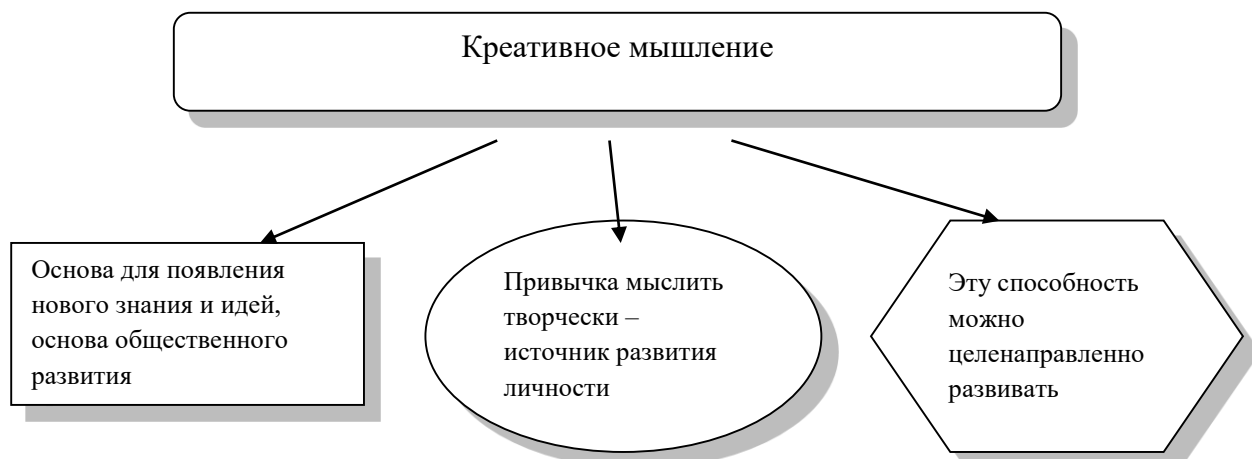 Креативное мышление
Основа для появления
нового знания и идей,
основа общественного
развития
Привычка мыслить
творчески –
источник развития
личности
Эту способность
можно
целенаправленно
развивать